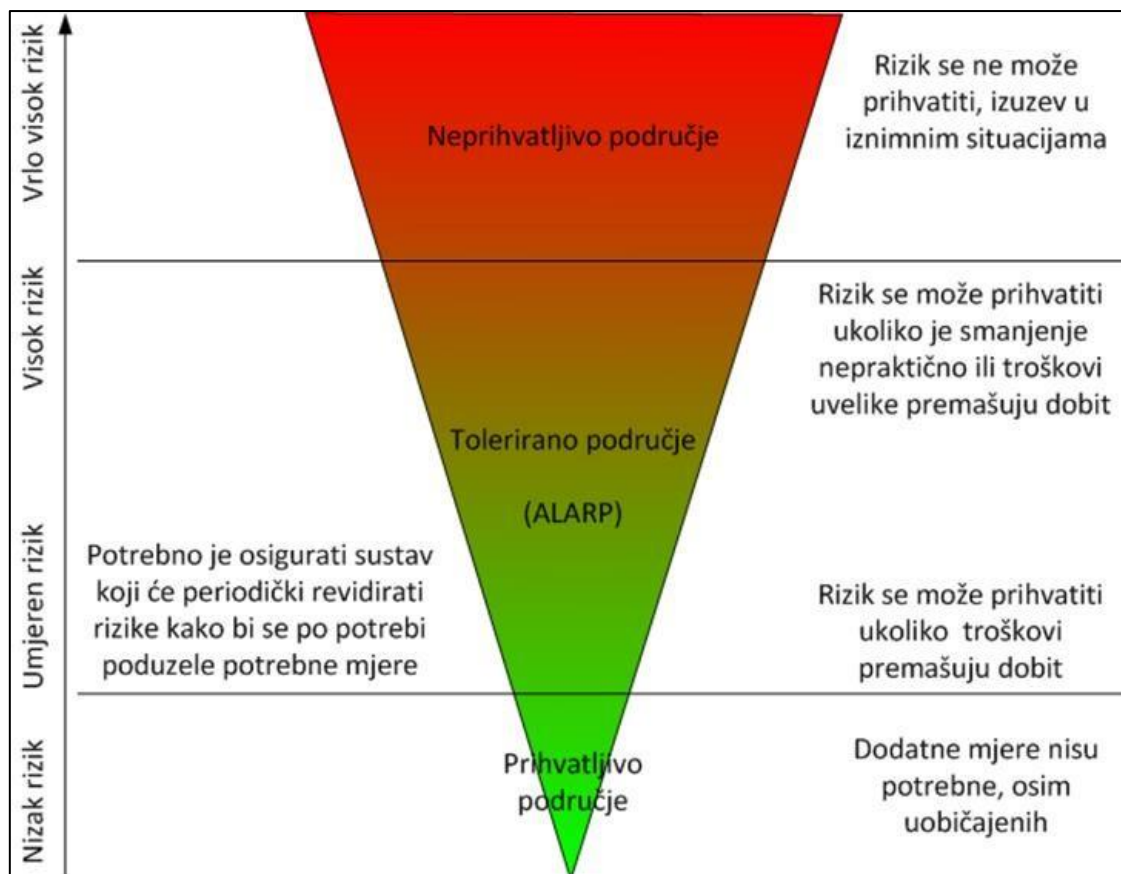 Vrlo visok rizik
Neprihvatljivo područje
Rizik se ne može
prihvatiti, izuzev u
iznimnim situacijama
Visok rizik
Rizik se može prihvatiti
ukoliko je smanjenje
nepraktično ili troškovi
uvelike premašuju dobit
Tolerirano područje
(ALARP)
Umjeren rizik
Potrebno je osigurati sustav
koji će periodički revidirati
rizike kako bi se po potrebi
poduzele potrebne mjere
Rizik se može prihvatiti
ukoliko troškovi
premašuju dobit
Nizak rizik
Prihvatljivo
područje
Dodatne mjere nisu
potrebne, osim
uobičajenih